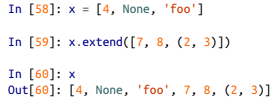 In [58]: x = [4, None, 'foo']
In [59]: x.extend([7, 8, (2, 3)])
In [60]: x
Out[60]: [4, None, 'foo', 7, 8, (2, 3)]